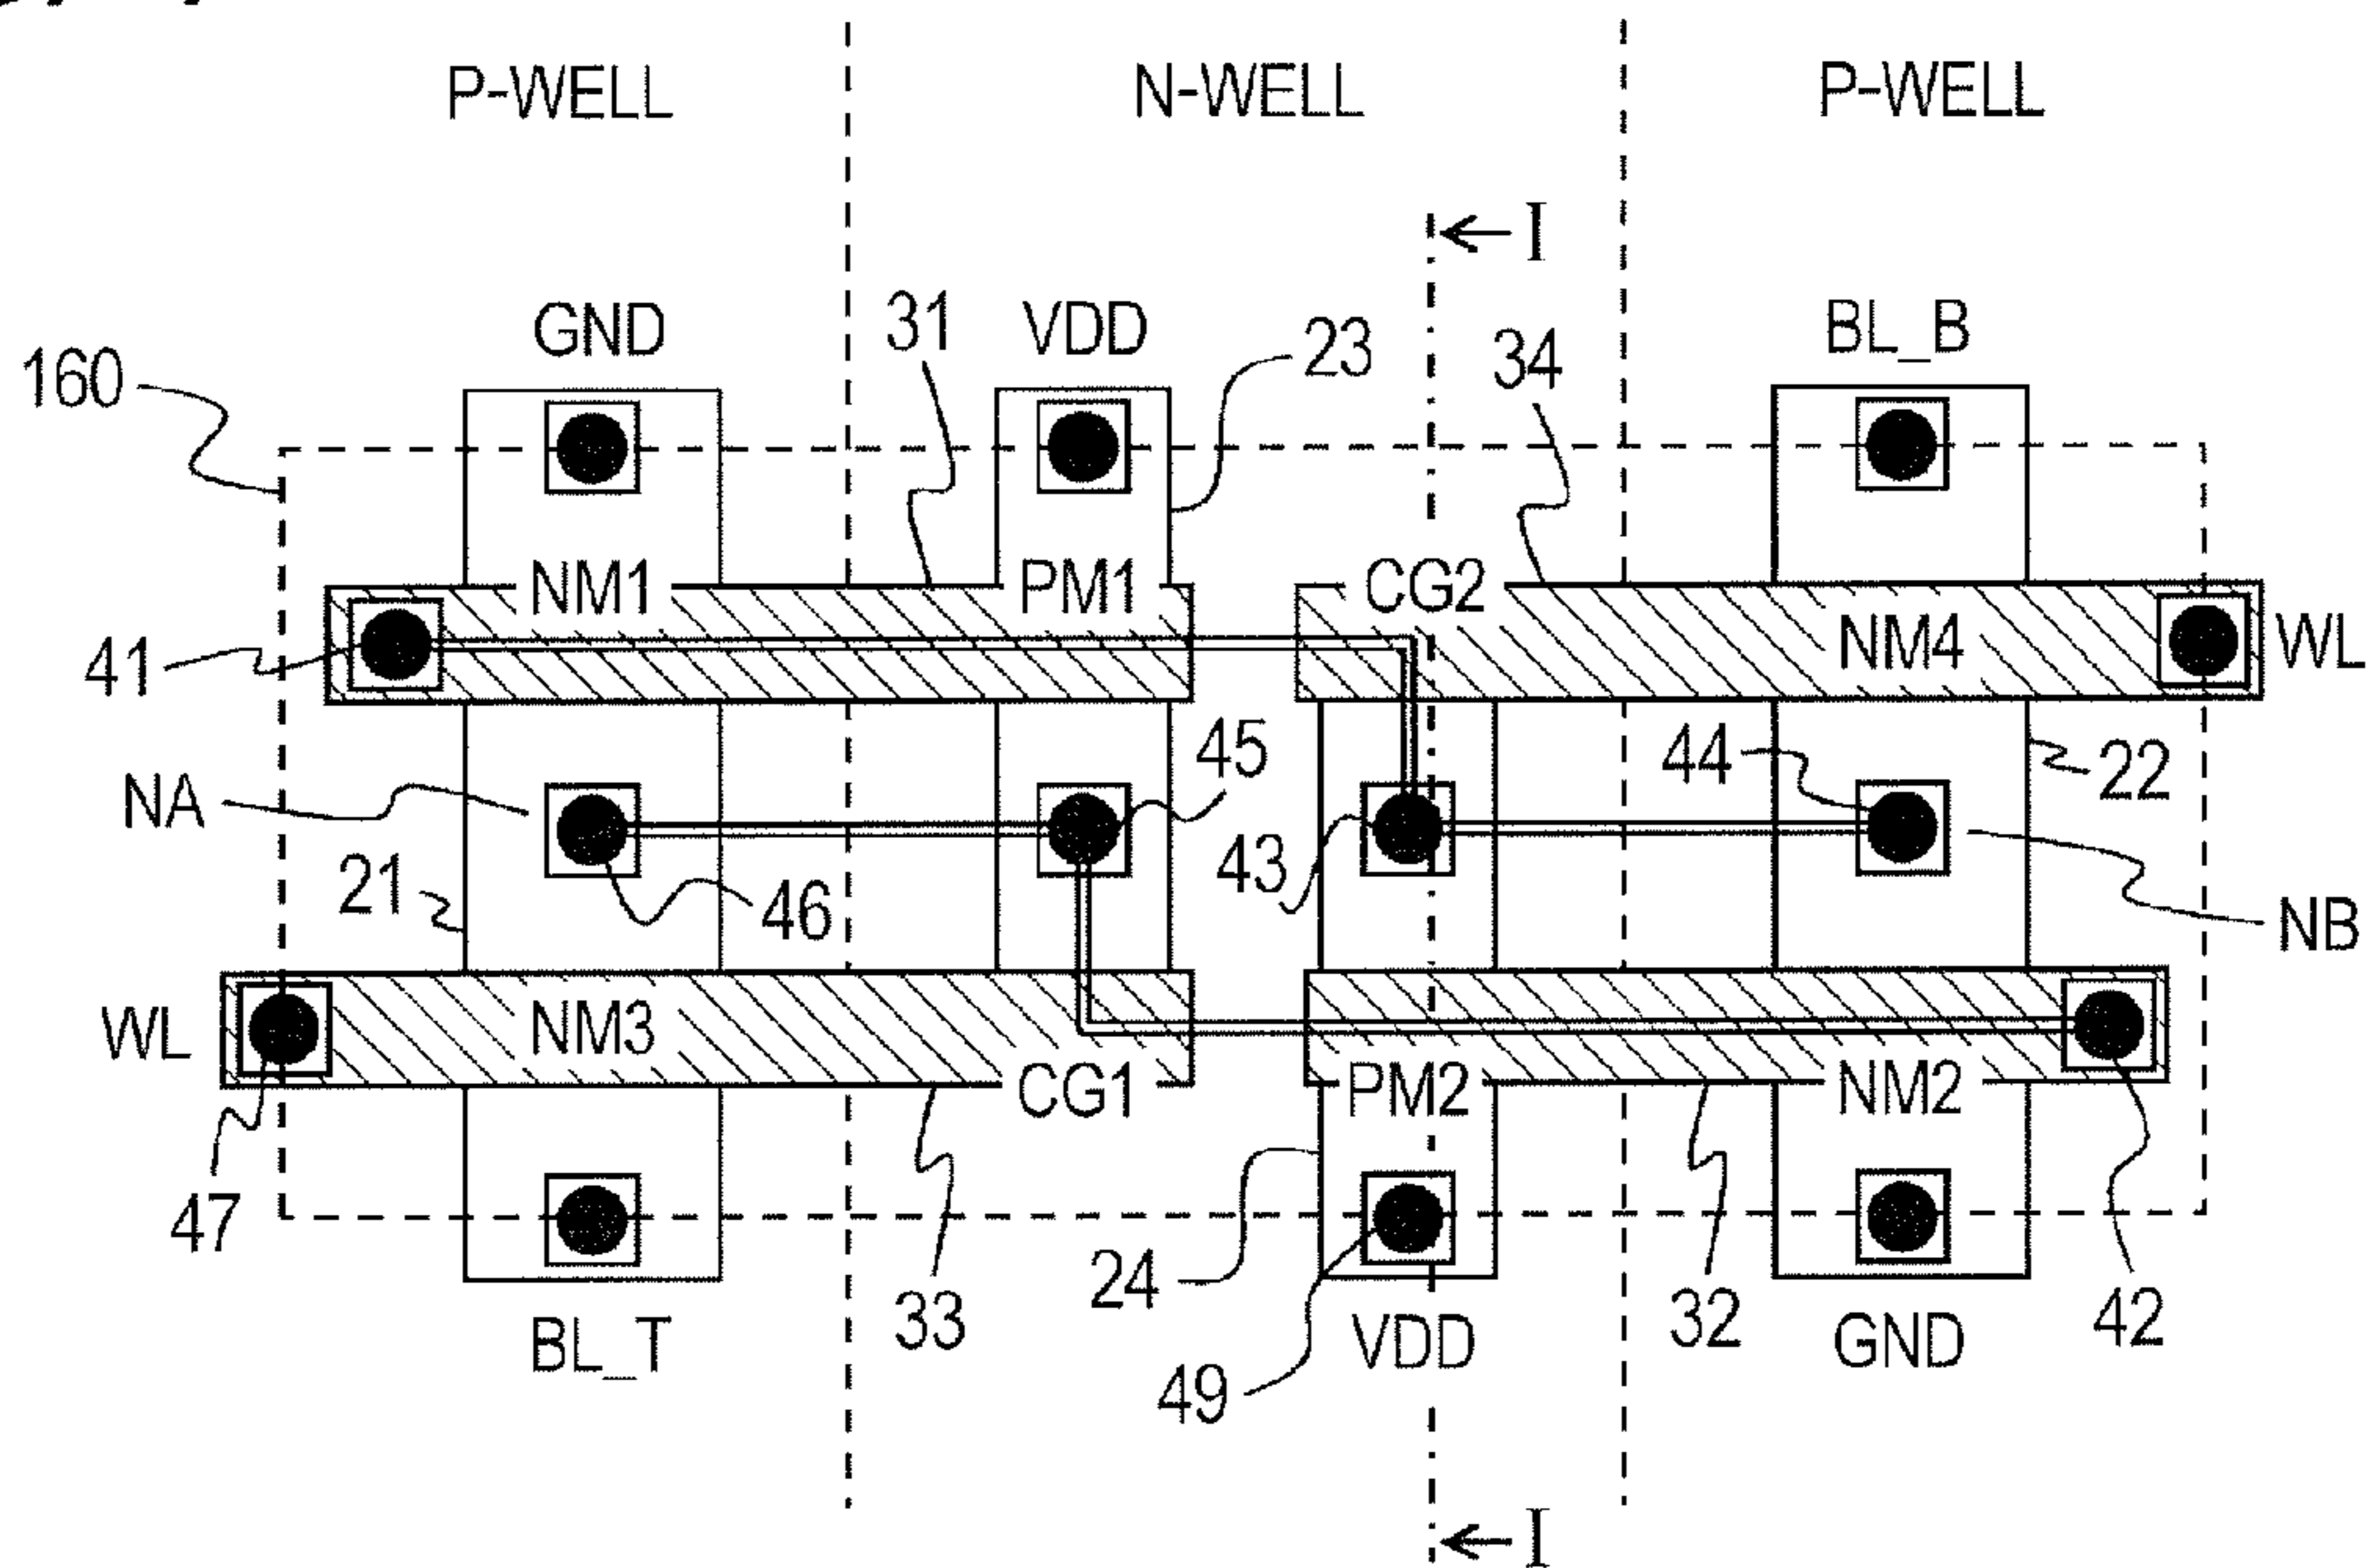 P-WELL N-WELL P-WELL
I
GND 31 VDD 23 34 BL_B
160
NM1 PM1 CG2 NM4 WL
41
NA 45 44 22
21 46 43 NB
WL NM3 CG1 PM2 NM2
47 33 24 49 VDD 32 GND 42
BL_T
I